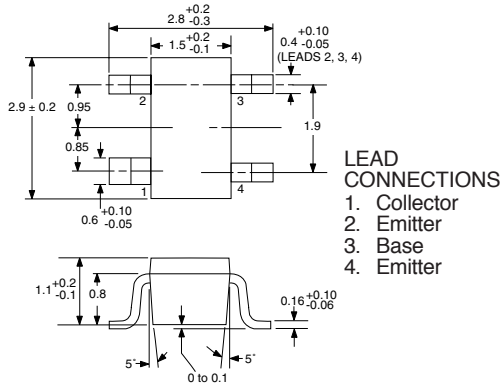 2.8 +0.2 -0.3
1.5 +0.2 -0.1
0.4 +0.10 -0.05
(LEADS 2, 3, 4)
2
3
2.9 ± 0.2
0.95
0.85
1.9
1
4
0.6 +0.10 -0.05
LEAD
CONNECTIONS
1. Collector
2. Emitter
3. Base
4. Emitter
1.1 +0.2 -0.1
0.8
0.16 +0.10 -0.06
5°
5°
0 to 0.1